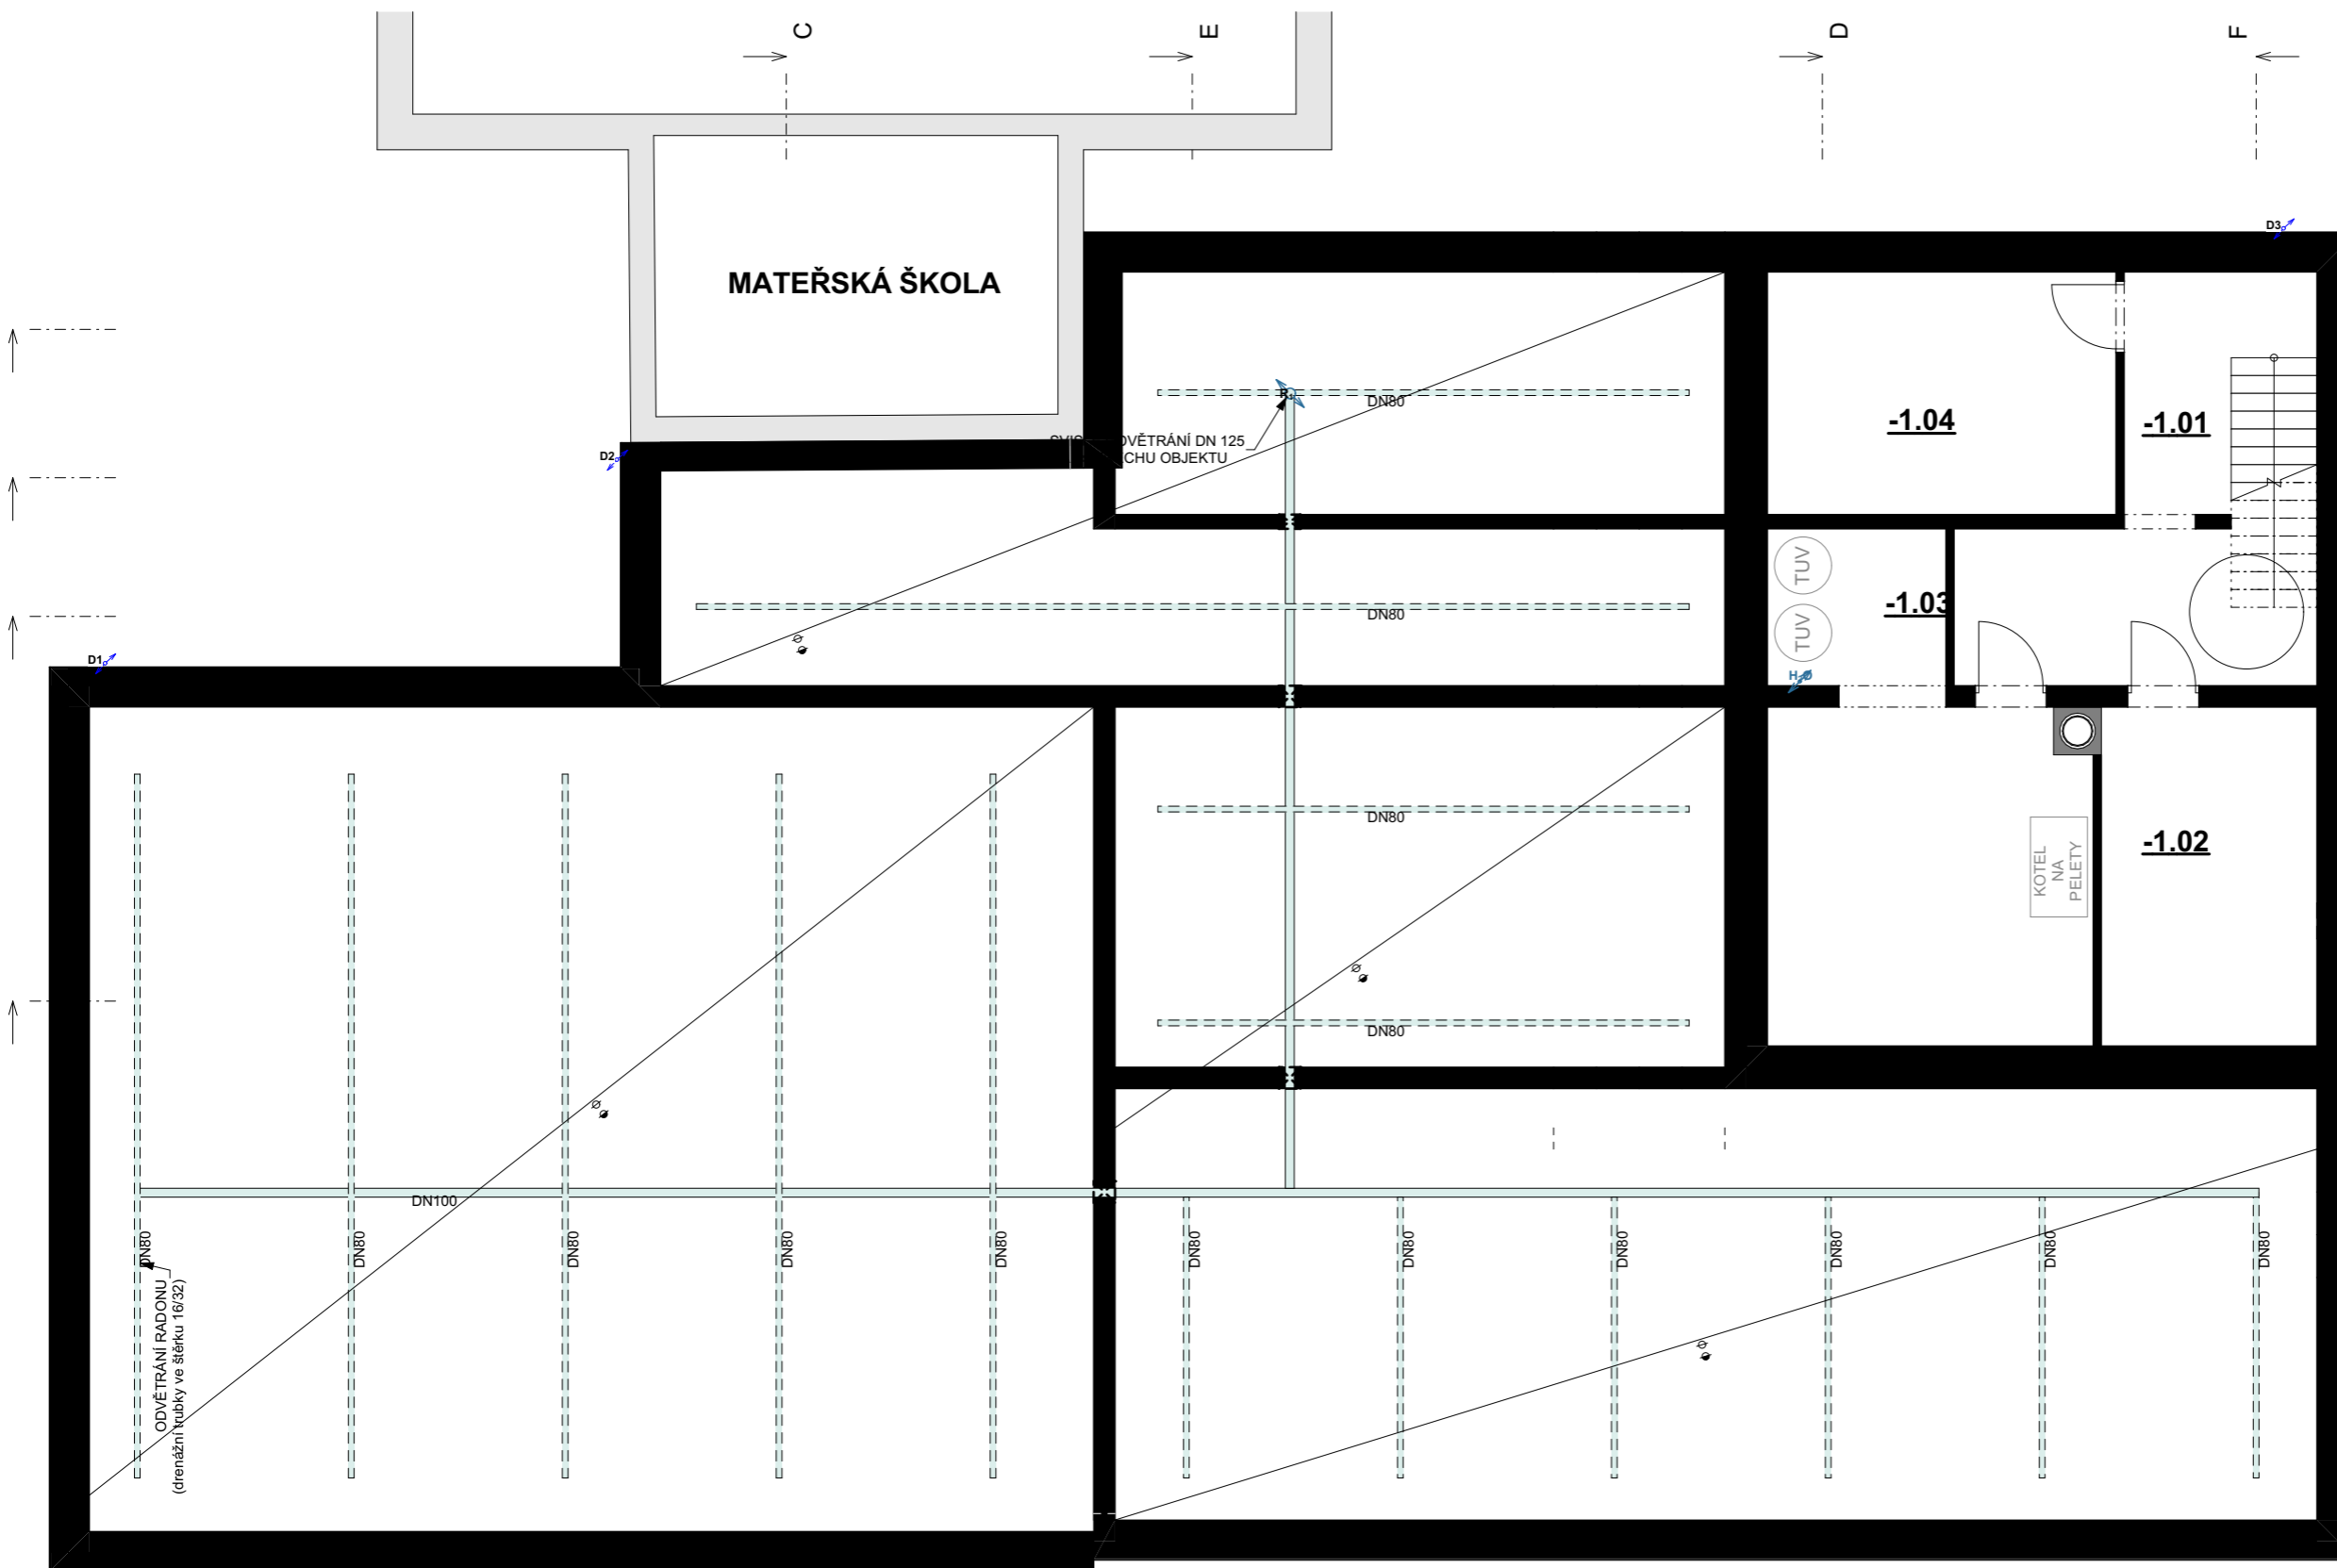 C
E
D
F
D3
MATEŘSKÁ ŠKOLA
DN80
-1.04
-1.01
OVĚTRÁNÍ DN 125
CHU OBJEKTU
D2
TUV
-1.03
DN80
TUV
D1
H
DN80
-1.02
KOTEL
NA
PELETY
DN80
DN100
DN80
DN80
DN80
DN80
DN80
DN80
DN80
DN80
DN80
DN80
DN80
ODVĚTRÁNÍ RADONU
(drenážní trubky ve štěrku 16/32)